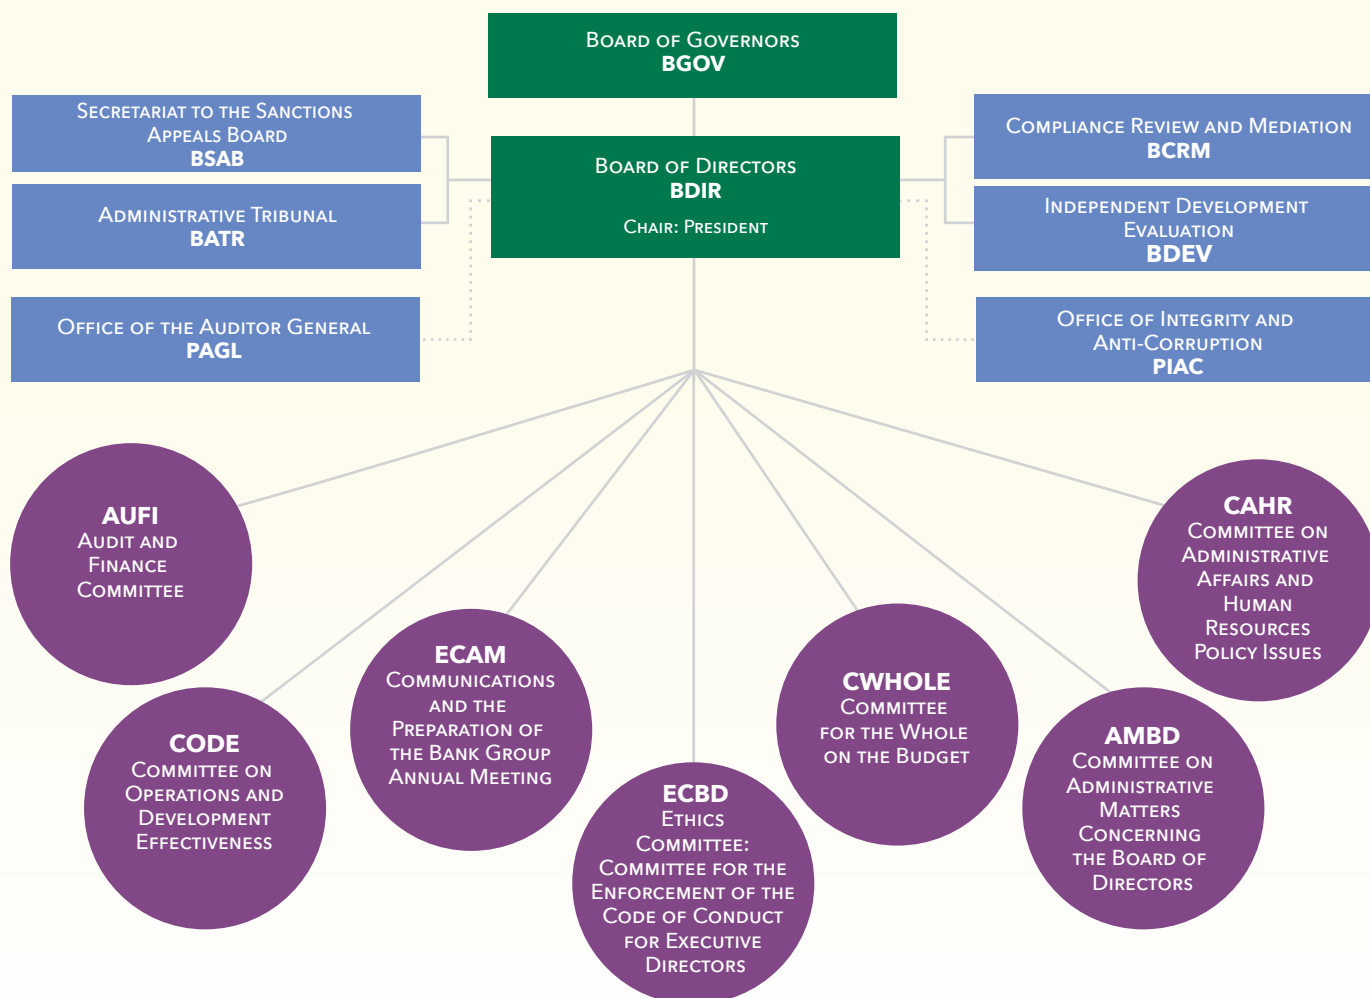 Board of Governors
BGOV
Secretariat to the Sanctions
Appeals Board
BSAB
Administrative Tribunal
BATR
Office of the Auditor General
PAGL
Board of Directors
BDIR
Chair: President
Compliance Review and Mediation
BCRM
Independent Development
Evaluation
BDEV
Office of Integrity and
Anti-Corruption
PIAC
AUFI
Audit and
Finance
Committee
CODE
Committee on
Operations and
Development
Effectiveness
ECAM
Communications
and the
Preparation of
the Bank Group
Annual Meeting
ECBD
Ethics
Committee:
Committee for the
Enforcement of the
Code of Conduct
for Executive
Directors
CWHOLE
Committee
for the Whole
on the Budget
AMBD
Committee on
Administrative
Matters
Concerning
the Board of
Directors
CAHR
Committee on
Administrative
Affairs and
Human
Resources
Policy Issues